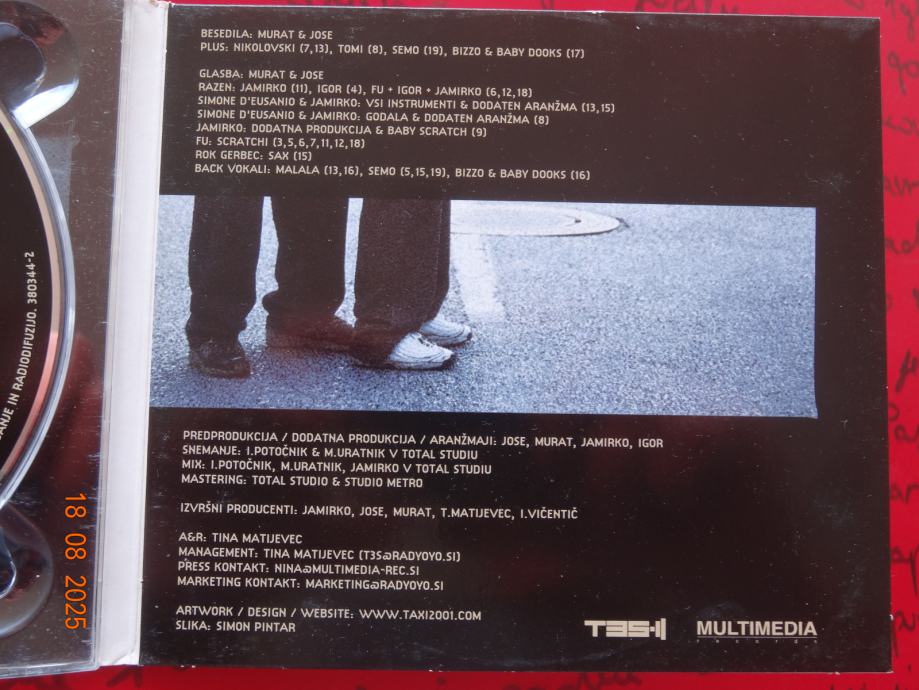 BESEDILA: MURAT & JOSE
PLUS: NIKOLOVSKI (7,13), TOMI (8), SEMO (19), BIZZO & BABY DOOKS (17)
GLASBA: MURAT & JOSE
RAZEN: JAMIRKO (11), IGOR (4), FU + IGOR + JAMIRKO (6,12,18)
SIMONE D'EUSANIO & JAMIRKO: VSI INSTRUMENTI & DODATEN ARANŽMA (13,15)
SIMONE D'EUSANIO & JAMIRKO: GODALA & DODATEN ARANŽMA (8)
JAMIRKO: DODATNA PRODUKCIJA & BABY SCRATCH (9)
FU: SCRATCHI (3,5,6,7,11,12,18)
ROK GERBEC: SAX (15)
BACK VOKALI: MALALA (13,16), SEMO (5,15,19), BIZZO & BABY DOOKS (16)
ANJE IN RADIODIFUZIJO. 380344-2
PREDPRODUKCIJA / DODATNA PRODUKCIJA / ARANŽMAJI: JOSE, MURAT, JAMIRKO, IGOR
SNEMANJE: I.POTOČNIK & M.URATNIK V TOTAL STUDIU
MIX: I.POTOČNIK, M.URATNIK, JAMIRKO V TOTAL STUDIU
MASTERING: TOTAL STUDIO & STUDIO METRO
IZVRŠNI PRODUCENTI: JAMIRKO, JOSE, MURAT, T.MATIJEVEC, I.VIČENTIČ
A&R: TINA MATIJEVEC
MANAGEMENT: TINA MATIJEVEC (T3S@RADYOYO.SI)
PRESS KONTAKT: NINA@MULTIMEDIA-REC.SI
MARKETING KONTAKT: MARKETING@RADYOYO.SI
ARTWORK / DESIGN / WEBSITE: WWW.TAXI2001.COM
SLIKA: SIMON PINTAR
MULTIMEDIA
records
18 08 2025